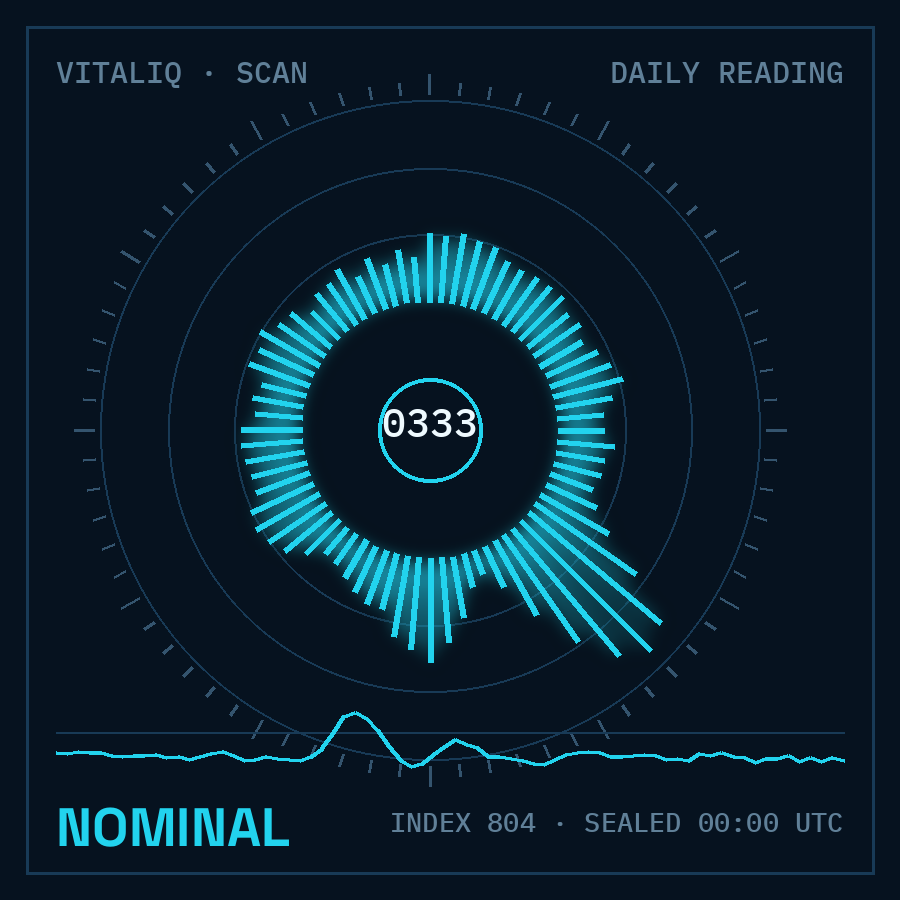 VITALIQ · SCAN
DAILY READING
0333
NOMINAL
INDEX 804 · SEALED 00:00 UTC